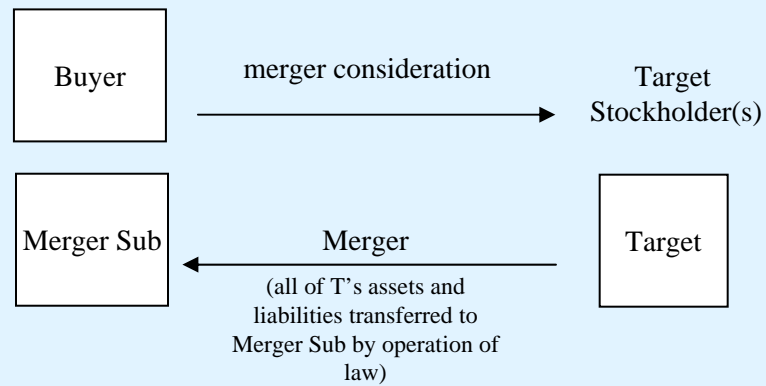 Buyer
merger consideration
Target
Stockholder(s)
Merger Sub
Merger
(all of T’s assets and
liabilities transferred to
Merger Sub by operation of
law)
Target